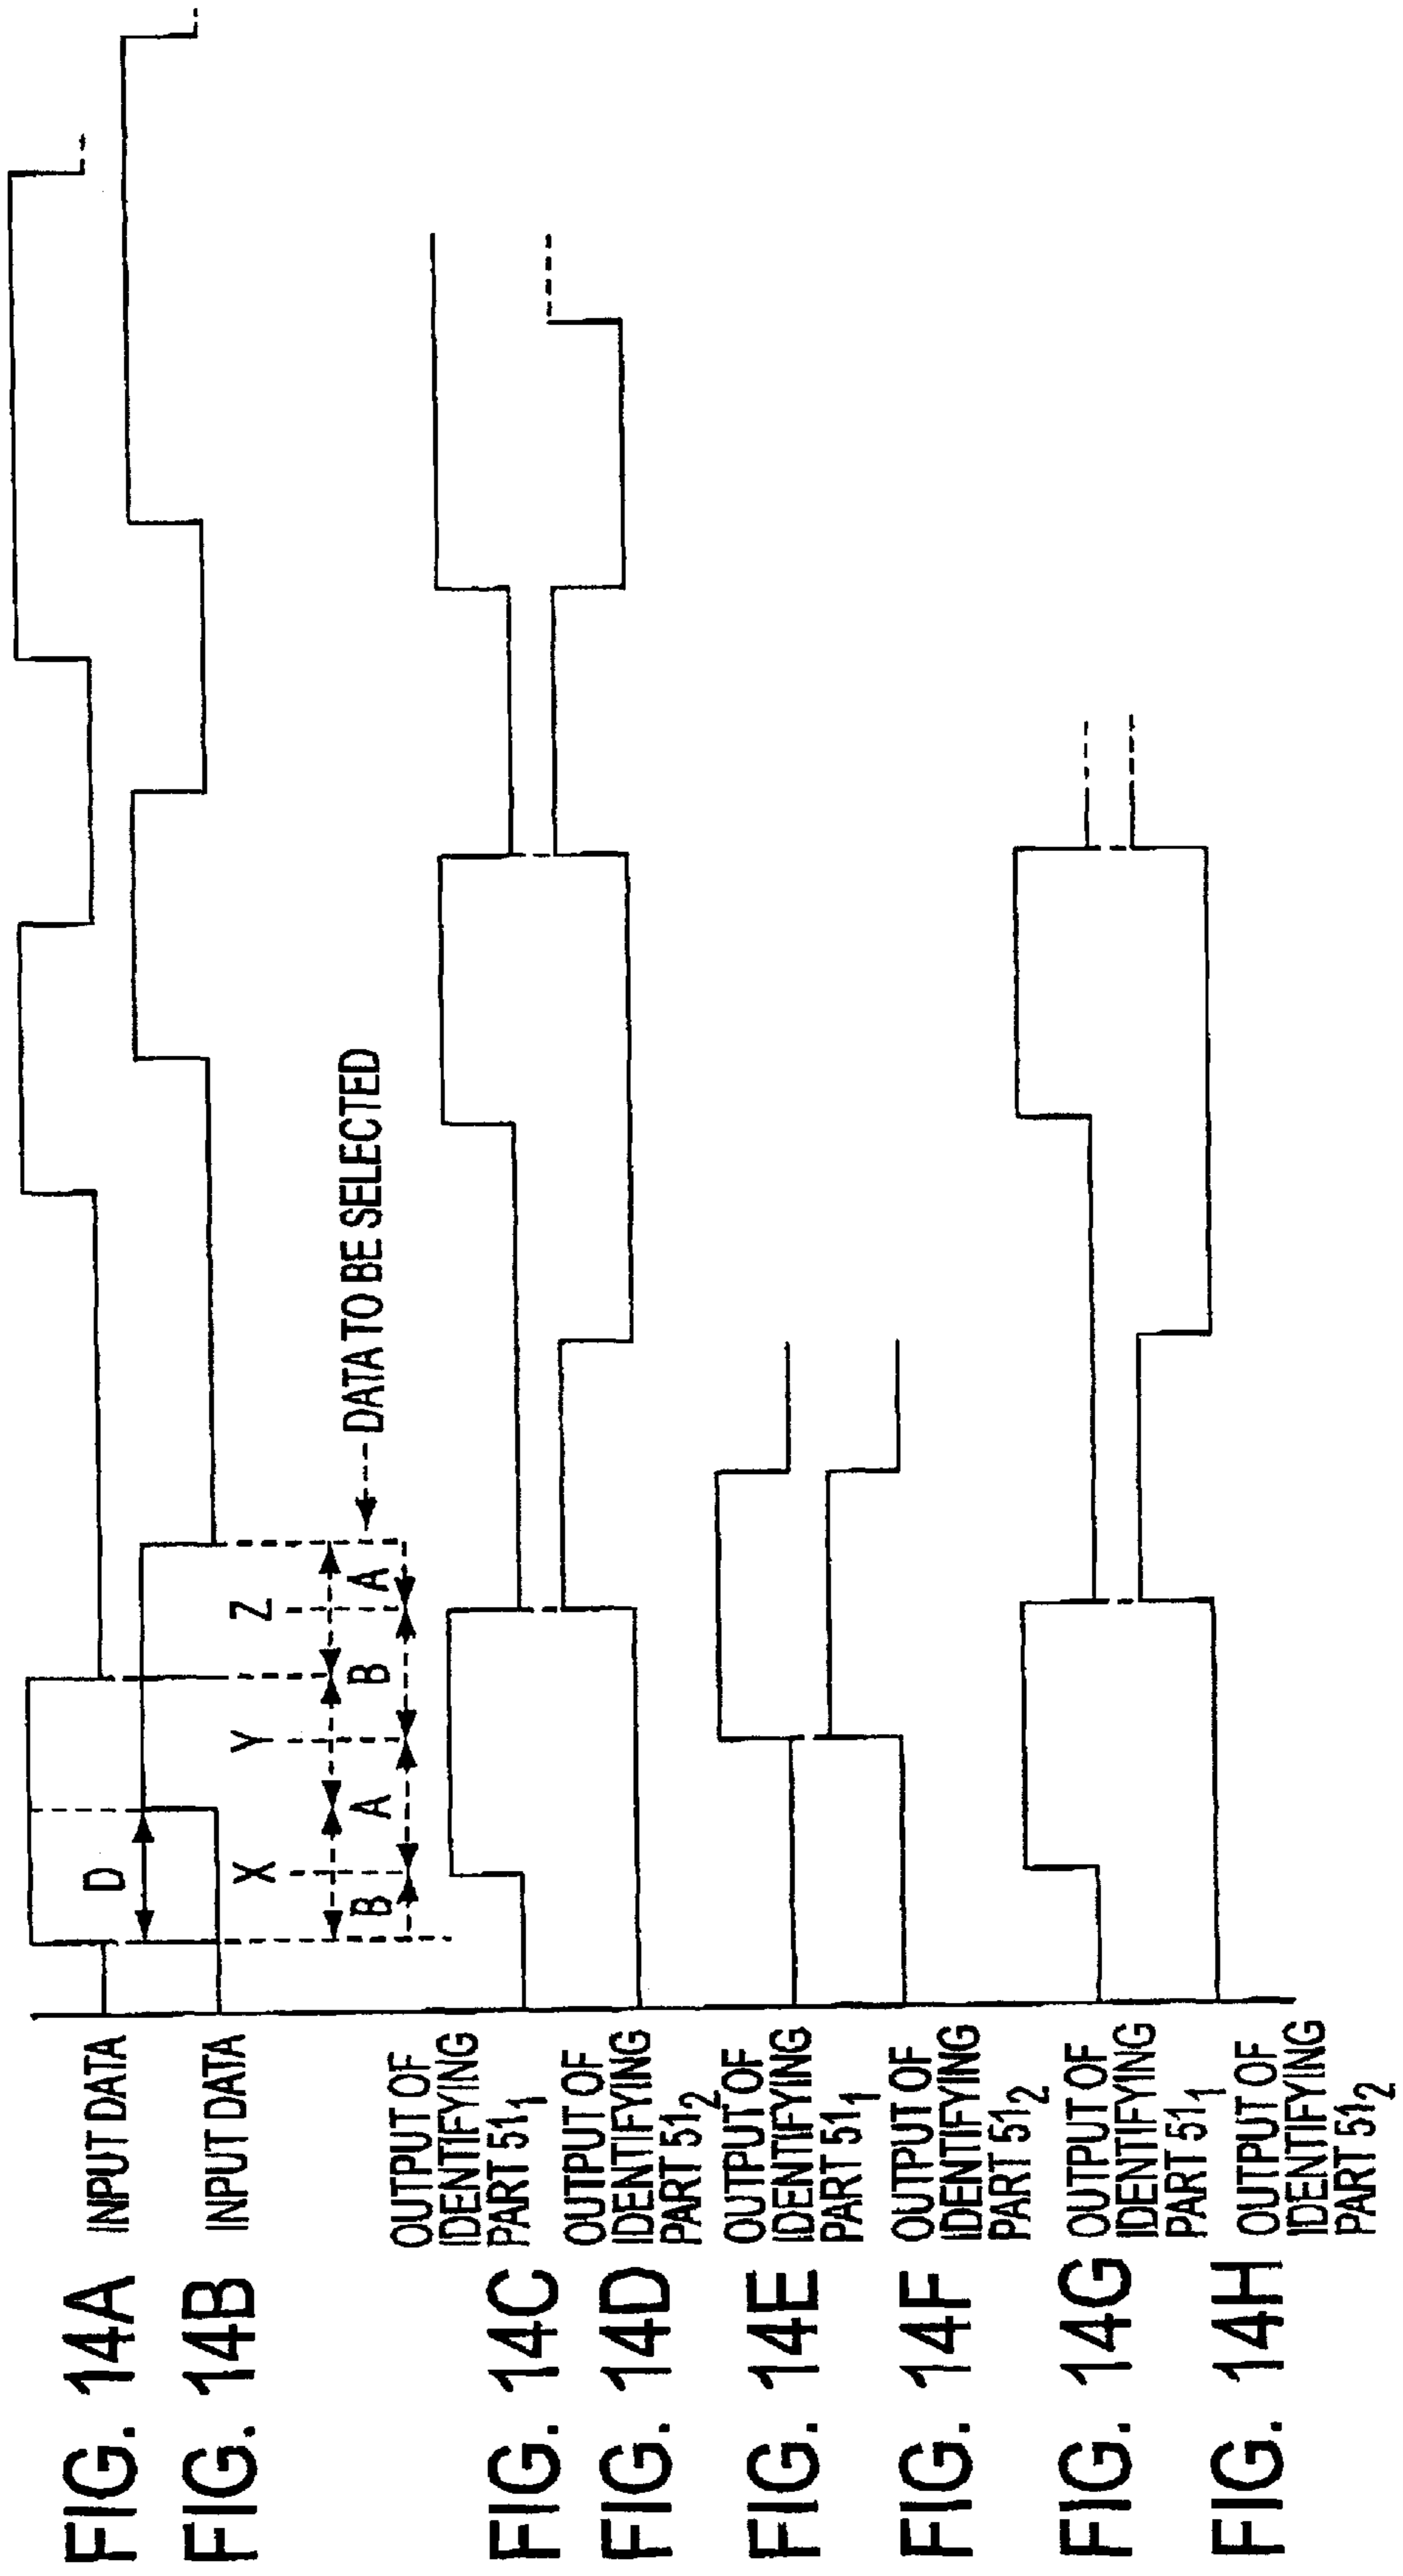 FIG. 14A INPUT DATA
D
FIG. 14B INPUT DATA
X Y Z
B A B A ← DATA TO BE SELECTED
FIG. 14C OUTPUT OF
IDENTIFYING
PART 51₁
FIG. 14D OUTPUT OF
IDENTIFYING
PART 51₂
FIG. 14E OUTPUT OF
IDENTIFYING
PART 51₁
FIG. 14F OUTPUT OF
IDENTIFYING
PART 51₂
FIG. 14G OUTPUT OF
IDENTIFYING
PART 51₁
FIG. 14H OUTPUT OF
IDENTIFYING
PART 51₂